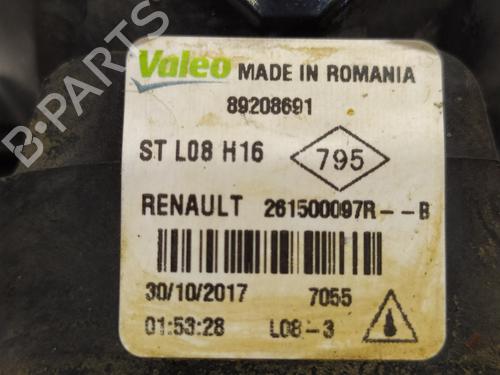 Valeo MADE IN ROMANIA
89208691
ST L08 H16 795
RENAULT 261500097R--B
30/10/2017 7055
01:53:28 L08-3
B-PARTS